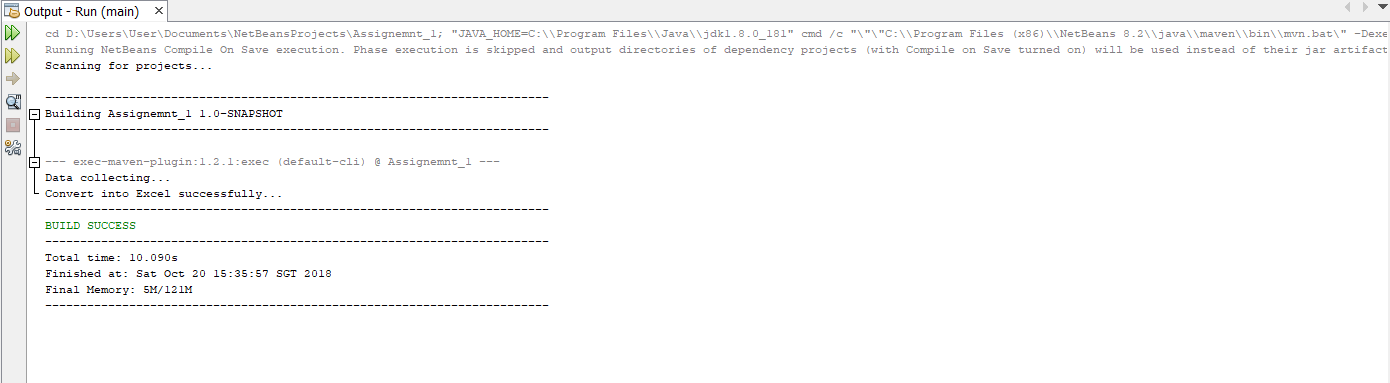 Output - Run (main)
cd D:\Users\User\Documents\NetBeansProjects\Assignemnt_1; "JAVA_HOME=C:\\Program Files\\Java\\jdk1.8.0_181" cmd /c "\"\"C:\\Program Files (x86)\\NetBeans 8.2\\java\\maven\\bin\\mvn.bat\" -Dexe
Running NetBeans Compile On Save execution. Phase execution is skipped and output directories of dependency projects (with Compile on Save turned on) will be used instead of their jar artifact
Scanning for projects...
------------------------------------------------------------------------
Building Assignemnt_1 1.0-SNAPSHOT
------------------------------------------------------------------------
--- exec-maven-plugin:1.2.1:exec (default-cli) @ Assignemnt_1 ---
Data collecting...
Convert into Excel successfully...
------------------------------------------------------------------------
BUILD SUCCESS
------------------------------------------------------------------------
Total time: 10.090s
Finished at: Sat Oct 20 15:35:57 SGT 2018
Final Memory: 5M/121M
------------------------------------------------------------------------